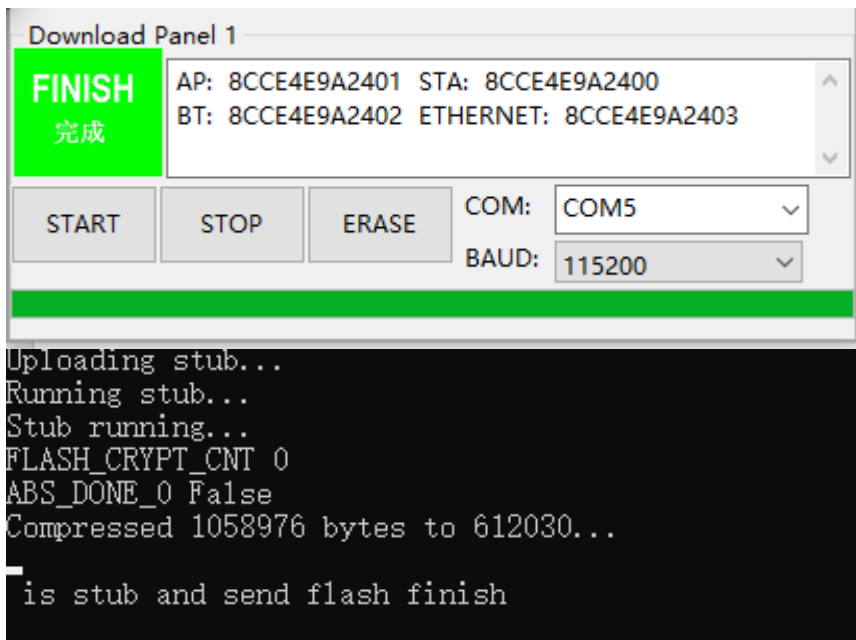 Download Panel 1
FINISH
完成
AP: 8CCE4E9A2401 STA: 8CCE4E9A2400
BT: 8CCE4E9A2402 ETHERNET: 8CCE4E9A2403
START
STOP
ERASE
COM:
COM5
BAUD:
115200
Uploading stub...
Running stub...
Stub running...
FLASH_CRYPT_CNT 0
ABS_DONE_0 False
Compressed 1058976 bytes to 612030...
is stub and send flash finish